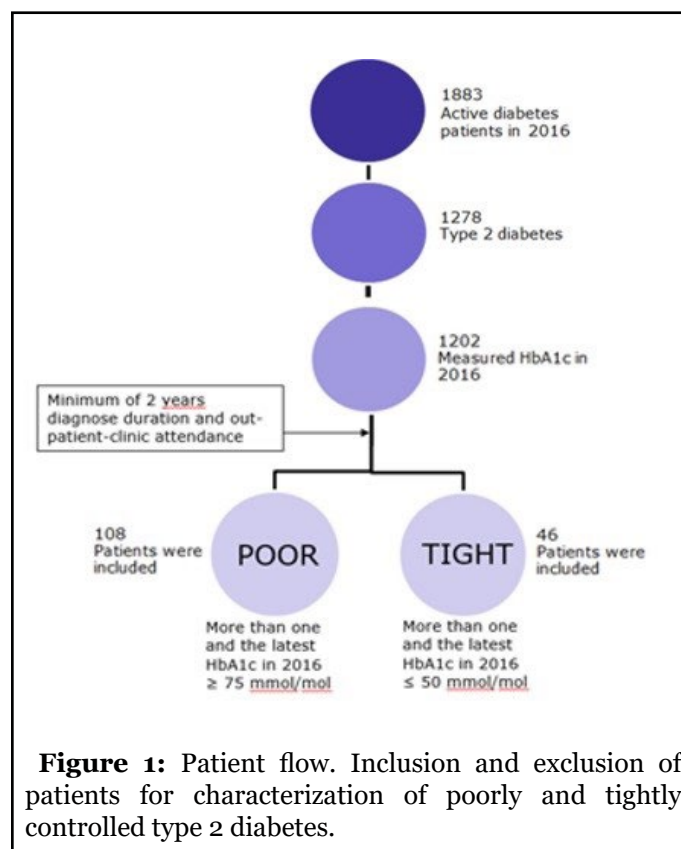 1883
Active diabetes
patients in 2016
1278
Type 2 diabetes
1202
Measured HbA1c in
2016
Minimum of 2 years
diagnose duration and out-
patient-clinic attendance
108
Patients were
included
POOR
TIGHT
46
Patients were
included
More than one
and the latest
HbA1c in 2016
≥ 75 mmol/mol
More than one
and the latest
HbA1c in 2016
≤ 50 mmol/mol
Figure 1: Patient flow. Inclusion and exclusion of
patients for characterization of poorly and tightly
controlled type 2 diabetes.